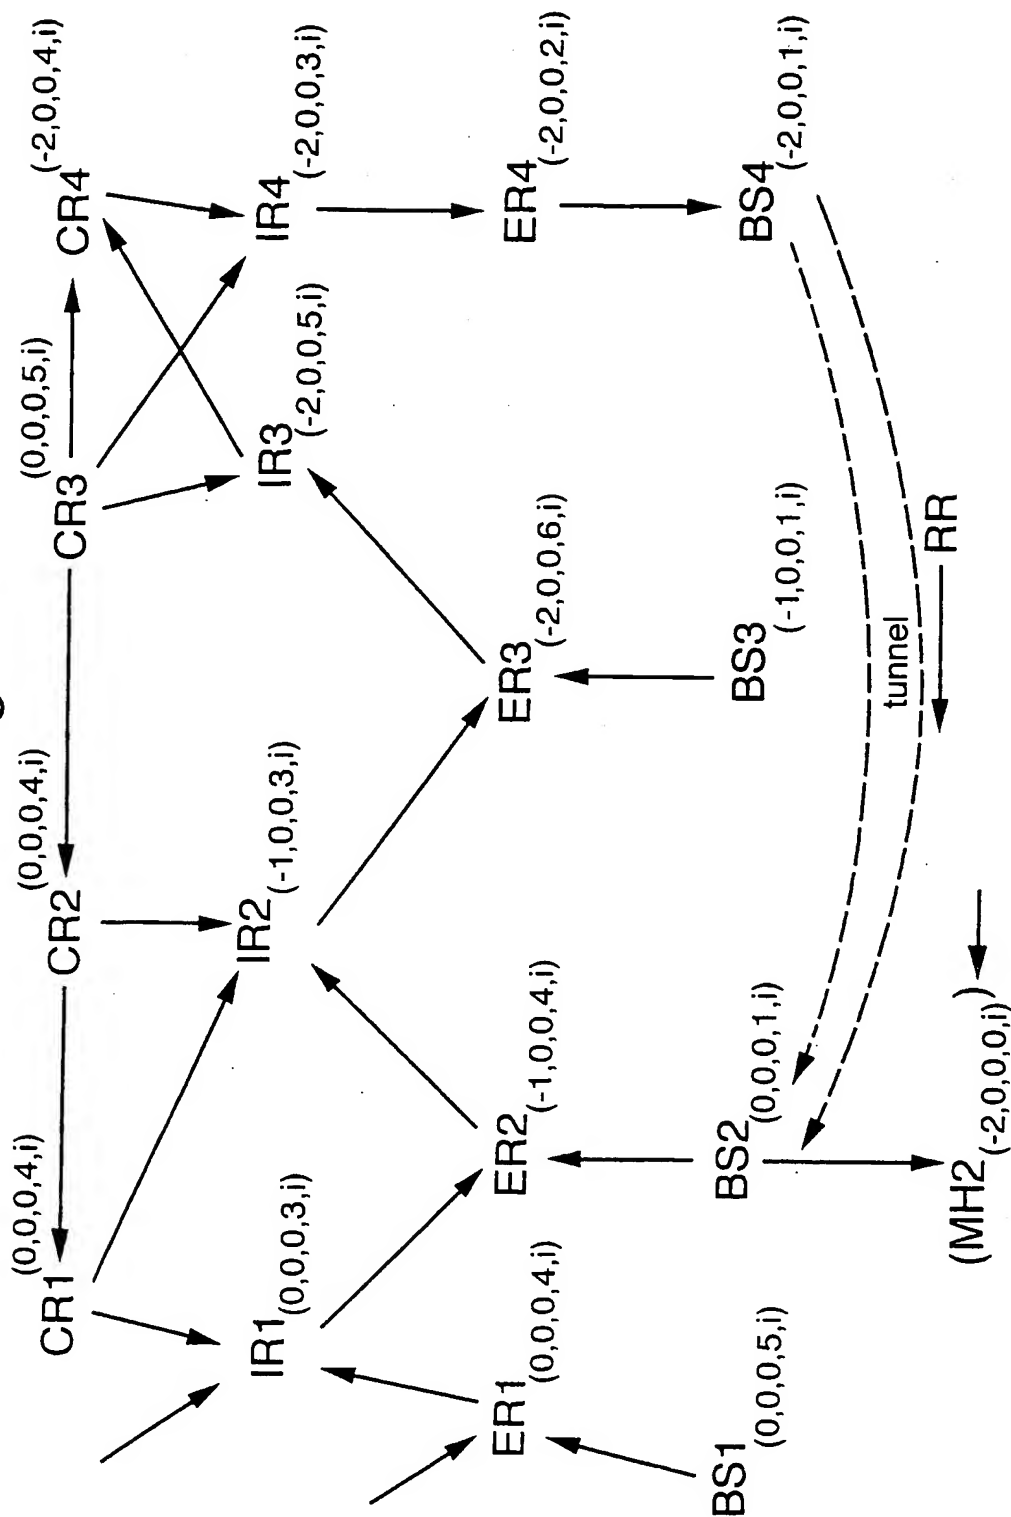 (0,0,0,4,i) (0,0,0,4,i) (0,0,0,5,i) (-2,0,0,4,i)
CR1 CR2 CR3 CR4
IR1(0,0,0,3,i) IR2(-1,0,0,3,i) IR3(-2,0,0,5,i) IR4(-2,0,0,3,i)
ER1(0,0,0,4,i) ER2(-1,0,0,4,i) ER3(-2,0,0,6,i) ER4(-2,0,0,2,i)
BS1(0,0,0,5,i) BS2(0,0,0,1,i) BS3(-1,0,0,1,i) BS4(-2,0,0,1,i)
tunnel
RR
(MH2(-2,0,0,0,i))